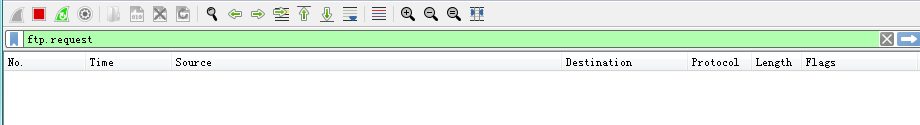 ftp.request
No. Time Source Destination Protocol Length Flags